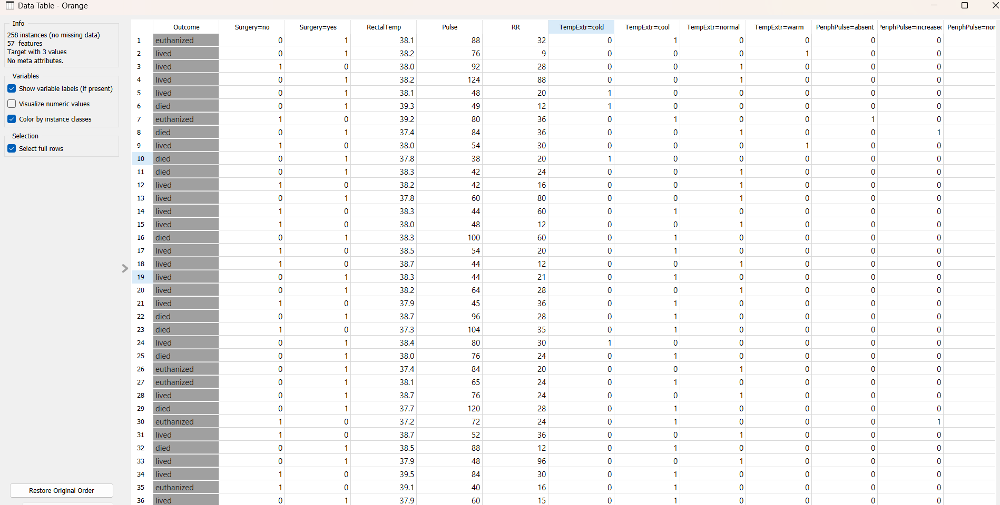 Data Table - Orange
Info
258 instances (no missing data)
57 features
Target with 3 values
No meta attributes.
Variables
Show variable labels (if present)
Visualize numeric values
Color by instance classes
Selection
Select full rows
Restore Original Order
Outcome Surgery=no Surgery=yes RectalTemp Pulse RR TempExtr=cold TempExtr=cool TempExtr=normal TempExtr=warm PeriphPulse=absent PeriphPulse=increased PeriphPulse=nor
1 euthanized 0 1 38.1 88 32 0 1 0 0 0 0
2 lived 0 1 38.2 76 9 0 0 0 1 0 0
3 lived 1 0 38.0 92 28 0 0 1 0 0 0
4 lived 0 1 38.2 124 88 0 0 1 0 0 0
5 lived 0 1 38.1 48 20 1 0 0 0 0 0
6 died 0 1 39.3 49 12 1 0 0 0 0 0
7 euthanized 1 0 39.2 80 36 0 1 0 0 1 0
8 died 0 1 37.4 84 36 0 0 1 0 0 1
9 lived 1 0 38.0 54 30 0 0 0 1 0 0
10 died 0 1 37.8 38 20 1 0 0 0 0 0
11 died 0 1 38.3 42 24 0 0 1 0 0 0
12 lived 1 0 38.2 42 16 0 0 1 0 0 0
13 lived 0 1 37.8 60 80 0 0 1 0 0 0
14 lived 1 0 38.3 44 60 0 1 0 0 0 0
15 lived 1 0 38.0 48 12 0 0 1 0 0 0
16 died 0 1 38.3 100 60 0 1 0 0 0 0
17 lived 1 0 38.5 54 20 0 1 0 0 0 0
18 lived 1 0 38.7 44 12 0 0 1 0 0 0
19 lived 0 1 38.3 44 21 0 1 0 0 0 0
20 lived 0 1 38.2 64 28 0 0 1 0 0 0
21 lived 1 0 37.9 45 36 0 1 0 0 0 0
22 died 0 1 38.7 96 28 0 1 0 0 0 0
23 died 1 0 37.3 104 35 0 1 0 0 0 0
24 lived 0 1 38.4 80 30 1 0 0 0 0 0
25 died 0 1 38.0 76 24 0 1 0 0 0 0
26 euthanized 0 1 37.4 84 20 0 0 1 0 0 0
27 euthanized 0 1 38.1 65 24 0 1 0 0 0 0
28 lived 0 1 38.7 76 24 0 0 1 0 0 0
29 died 0 1 37.7 120 28 0 1 0 0 0 0
30 euthanized 1 0 37.2 72 24 0 1 0 0 0 1
31 lived 1 0 38.7 52 36 0 0 1 0 0 0
32 died 0 1 38.5 88 12 0 1 0 0 0 0
33 lived 0 1 37.9 48 96 0 0 1 0 0 0
34 lived 1 0 39.5 84 30 0 1 0 0 0 0
35 euthanized 1 0 39.1 40 16 0 1 0 0 0 0
36 lived 0 1 37.9 60 15 0 1 0 0 0 0